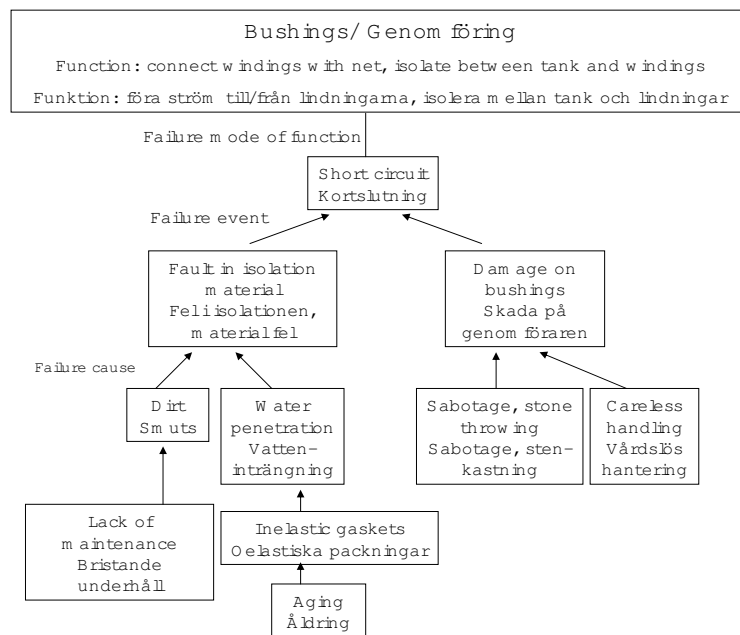 Bushings/Genomföring
Function: connect windings with net, isolate between tank and windings
Funktion: föra ström till/från lindningarna, isolera mellan tank och lindningar
Failure mode of function
Short circuit
Kortslutning
Failure event
Fault in isolation
material
Fel i isolationen,
materialfel
Damage on
bushings
Skada på
genomföraren
Failure cause
Dirt
Smuts
Water
penetration
Vatten-
inträngning
Sabotage, stone
throwing
Sabotage, sten-
kastning
Careless
handling
Vårdslös
hantering
Lack of
maintenance
Bristande
underhåll
Inelastic gaskets
Oelastiska packningar
Aging
Åldring